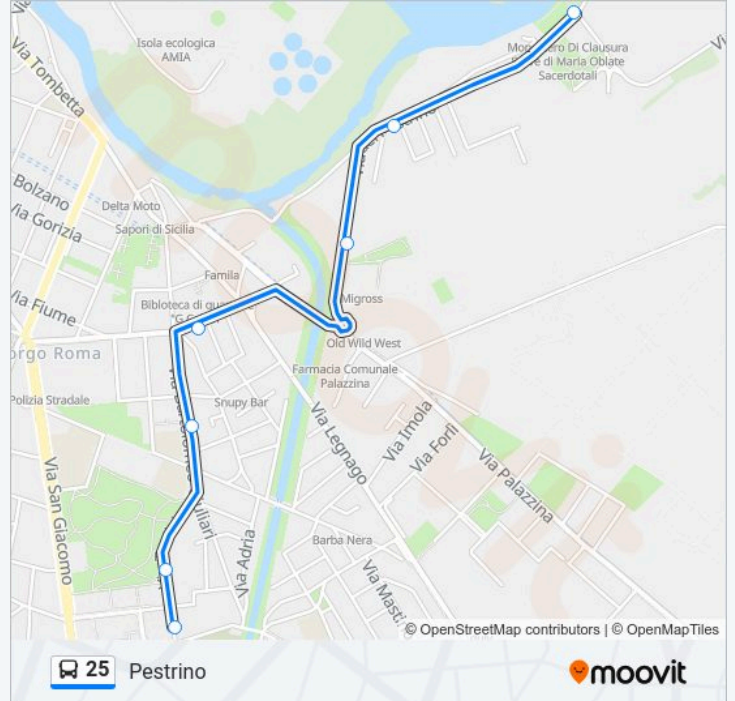 Isola ecologica
AMIA
Via Tombetta
Sacerdotali
Bolzano
Via Gorizia
Delta Moto
Sapori di Sicilia
Famila
Via Fiume
Migross
Old Wild West
orgo Roma
Farmacia Comunale
Palazzina
Polizia Stradale
Snupy Bar
Via Imola
Via Forlì
Via Legnago
Via Palazzina
Via San Giacomo
Via Adria
Barba Nera
Via Masti
© OpenStreetMap contributors | © OpenMapTiles
25 Pestrino
moovit